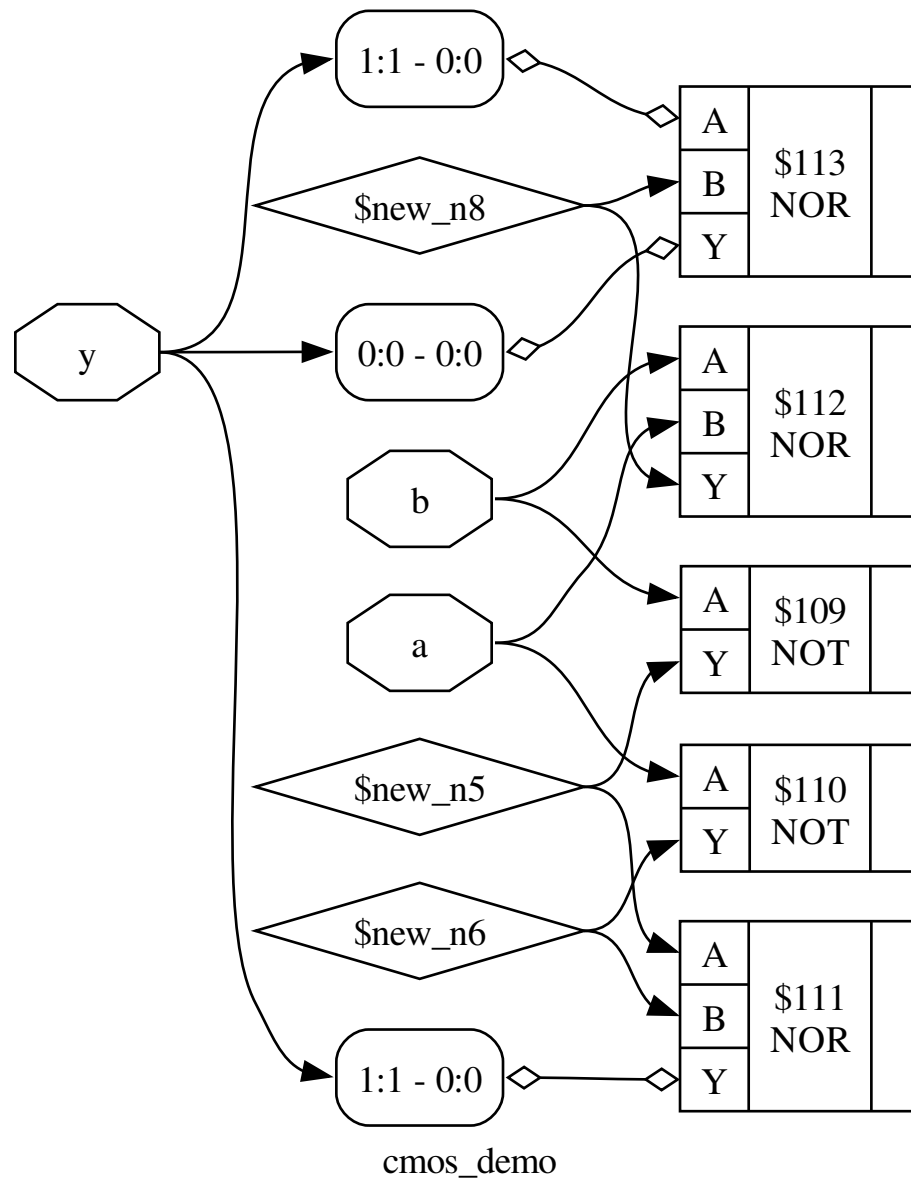 1:1 - 0:0
A
$113
NOR
B
Y
$new_n8
y
0:0 - 0:0
A
$112
NOR
B
Y
b
A
$109
NOT
Y
a
$new_n5
A
$110
NOT
Y
$new_n6
A
$111
NOR
B
Y
1:1 - 0:0
cmos_demo